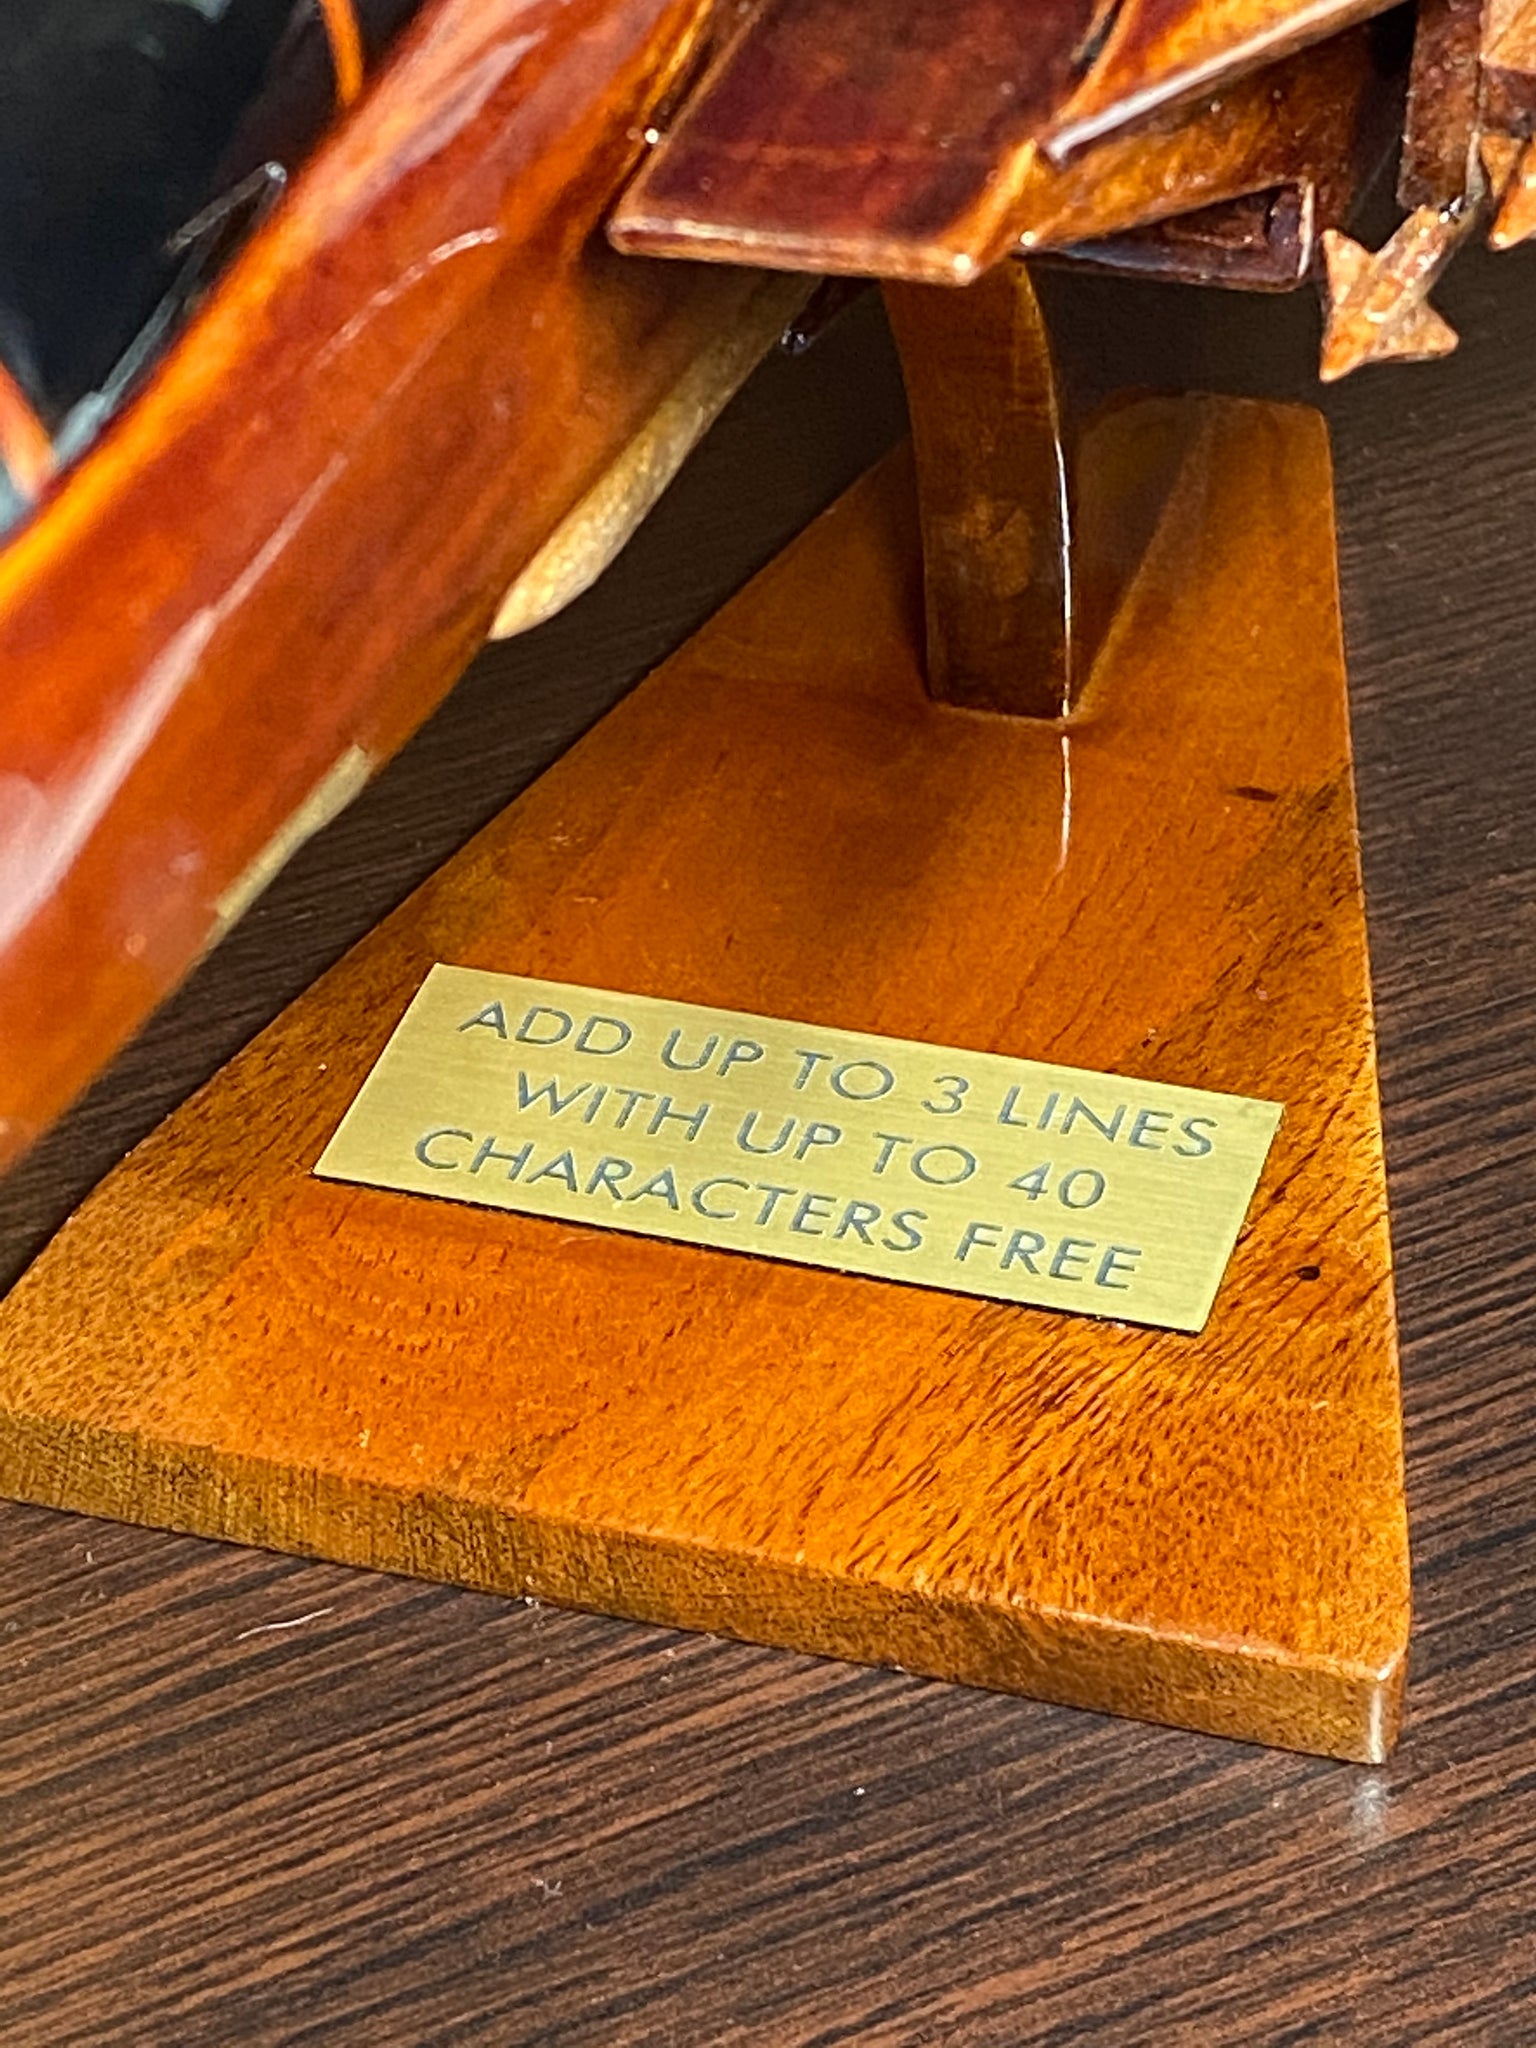 ADD UP TO 3 LINES
WITH UP TO 40
CHARACTERS FREE